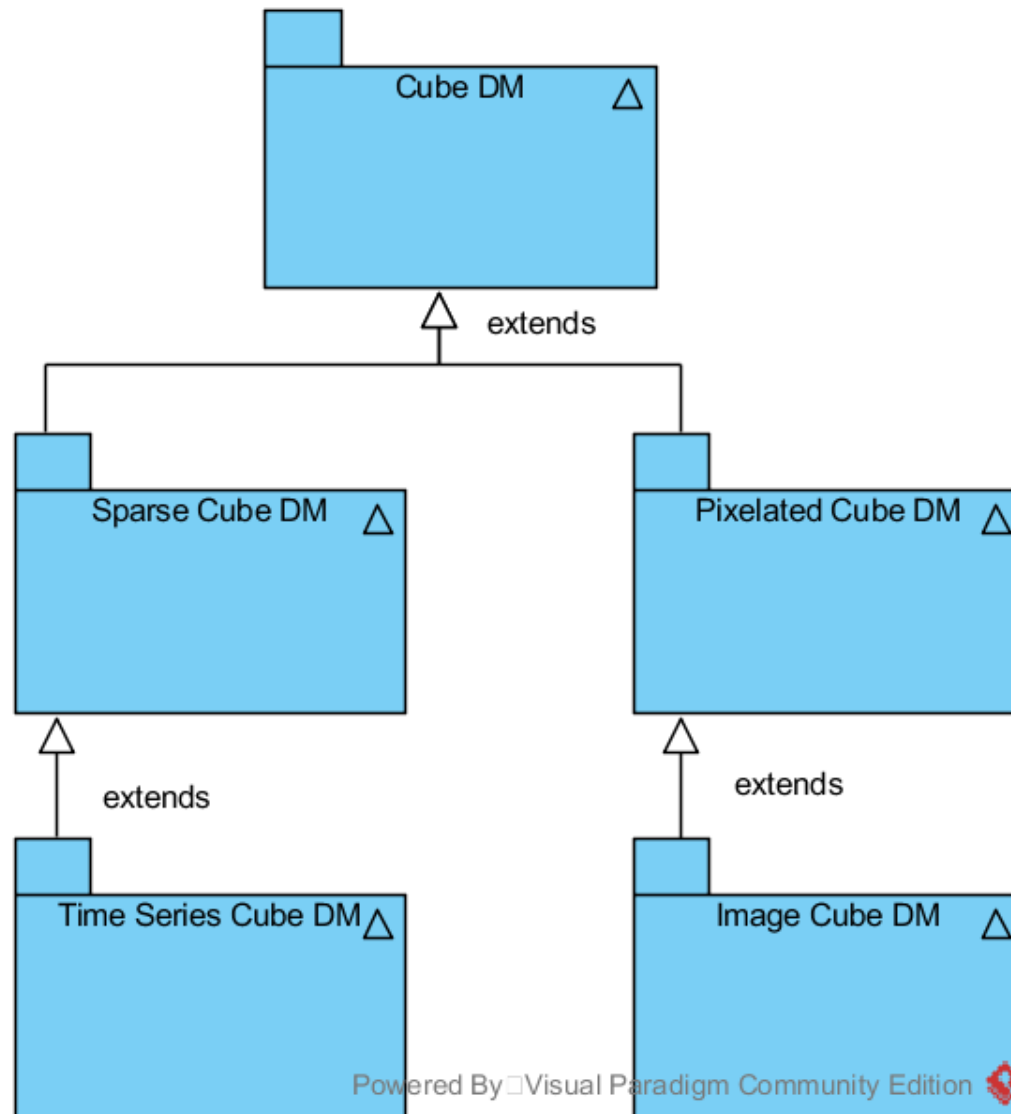 Cube DM
extends
Sparse Cube DM
Pixelated Cube DM
extends
extends
Time Series Cube DM
Image Cube DM
Powered By Visual Paradigm Community Edition